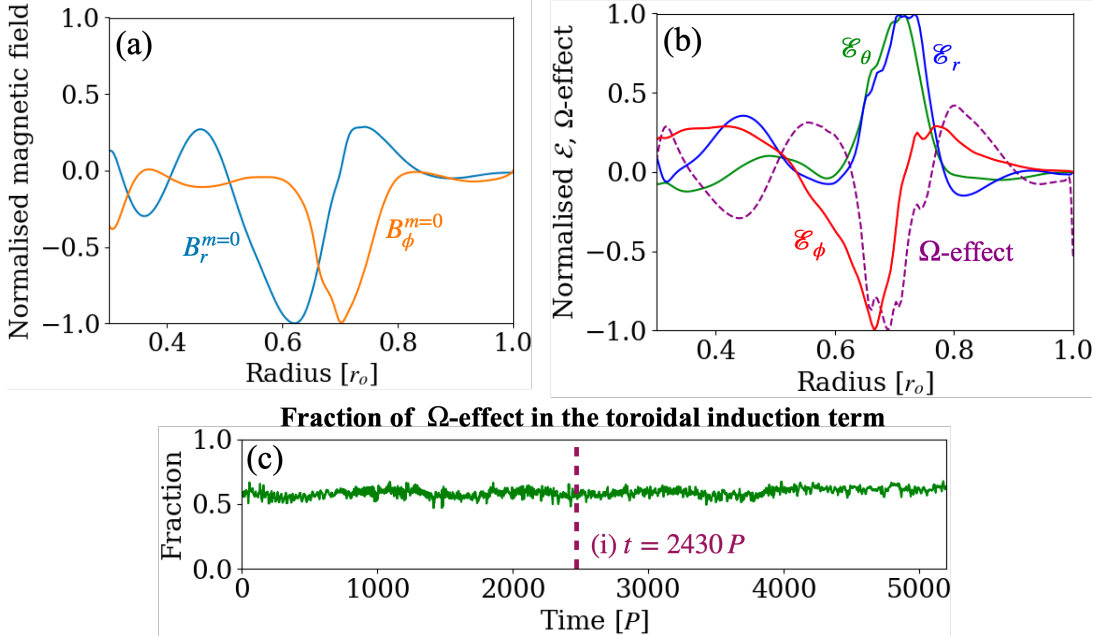 (a)
Normalised magnetic field
1.0
0.5
0.0
−0.5
−1.0
B_r^{m=0}
B_ϕ^{m=0}
0.4
0.6
0.8
1.0
Radius [r_o]
(b)
Normalised ℰ, Ω-effect
1.0
0.5
0.0
−0.5
−1.0
ℰ_θ
ℰ_r
ℰ_ϕ
Ω-effect
0.4
0.6
0.8
1.0
Radius [r_o]
Fraction of Ω-effect in the toroidal induction term
(c)
Fraction
1.0
0.5
0.0
(i) t = 2430 P
0
1000
2000
3000
4000
5000
Time [P]